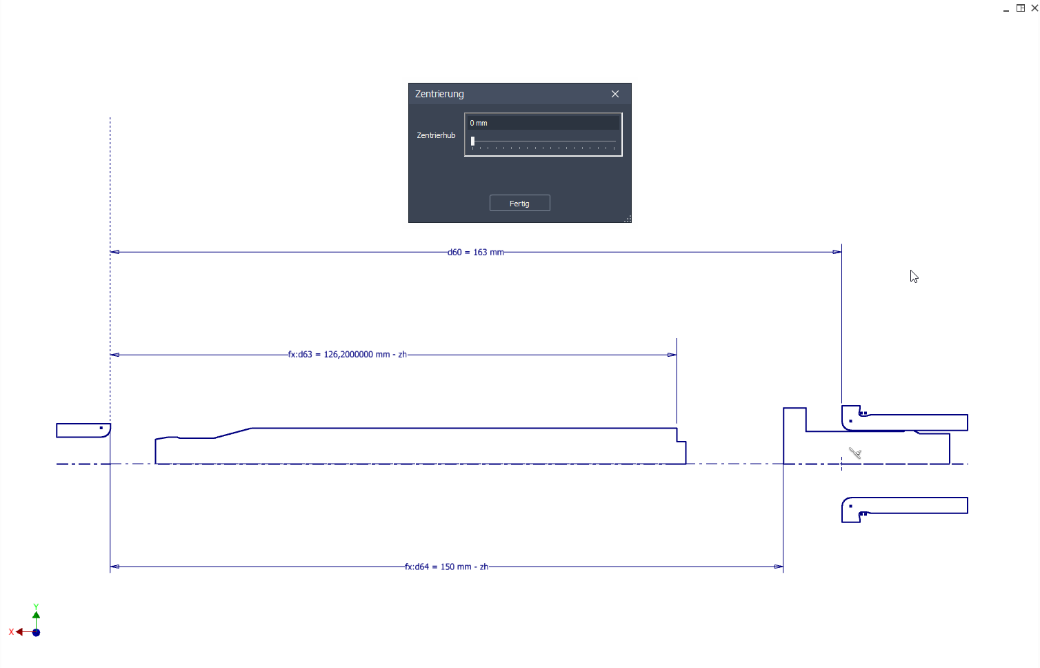 Zentrierung
0 mm
Zentrierhub
Fertig
d60 = 163 mm
fx:d63 = 126,2000000 mm - zh
fx:d64 = 150 mm - zh
Y
X